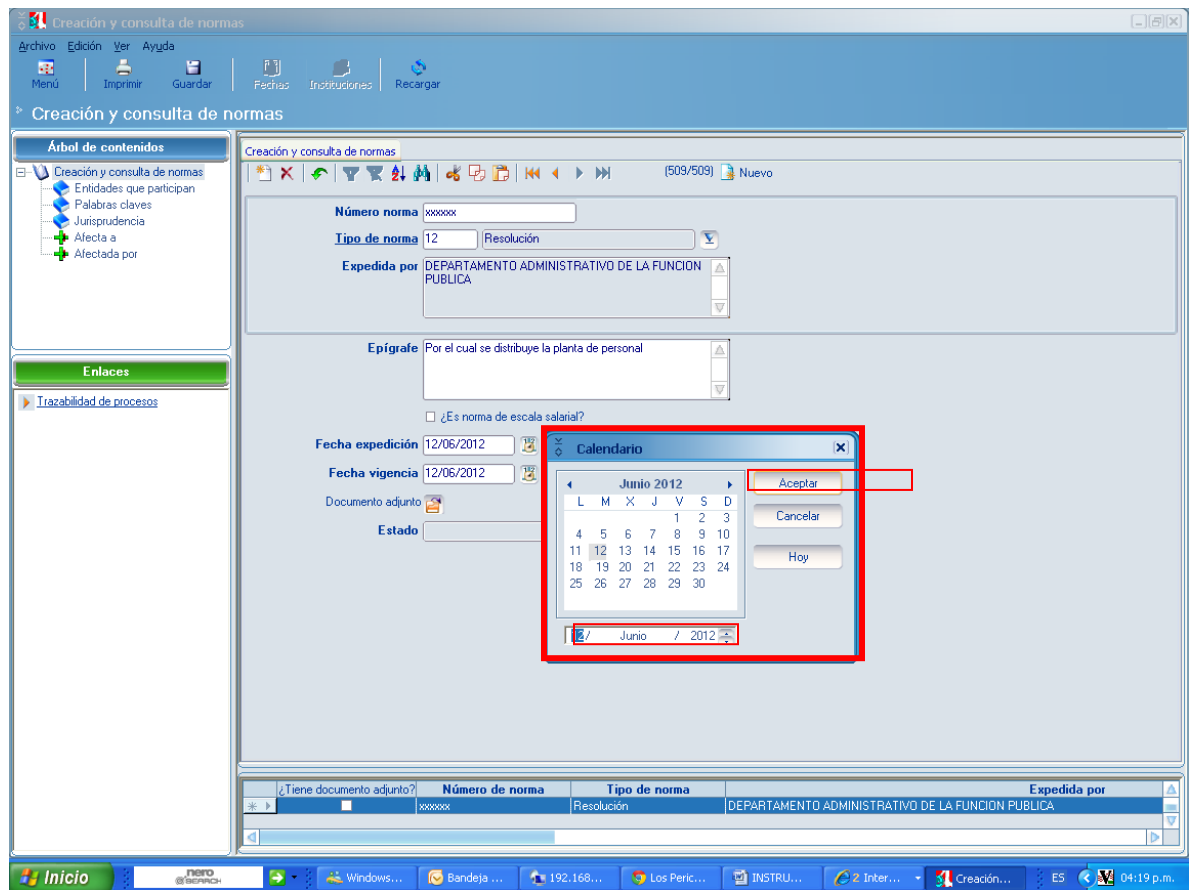 Creación y consulta de normas
Archivo Edición Ver Ayuda
Menú Imprimir Guardar Fechas Instituciones Recargar
Creación y consulta de normas
Árbol de contenidos
Creación y consulta de normas
Entidades que participan
Palabras claves
Jurisprudencia
Afecta a
Afectada por
Enlaces
Trazabilidad de procesos
Creación y consulta de normas
(509/509) Nuevo
Número norma xxxxxx
Tipo de norma 12 Resolución
Expedida por DEPARTAMENTO ADMINISTRATIVO DE LA FUNCION
PUBLICA
Epígrafe Por el cual se distribuye la planta de personal
¿Es norma de escala salarial?
Fecha expedición 12/06/2012
Fecha vigencia 12/06/2012
Documento adjunto
Estado
Calendario
Junio 2012
L M X J V S D
1 2 3
4 5 6 7 8 9 10
11 12 13 14 15 16 17
18 19 20 21 22 23 24
25 26 27 28 29 30
12/ Junio / 2012
Aceptar
Cancelar
Hoy
¿Tiene documento adjunto? Número de norma Tipo de norma Expedida por
xxxxxx Resolución DEPARTAMENTO ADMINISTRATIVO DE LA FUNCION PUBLICA
Inicio nero SEARCH Windows... Bandeja ... 192.168... Los Peric... INSTRU... 2 Inter... Creación... ES 04:19 p.m.